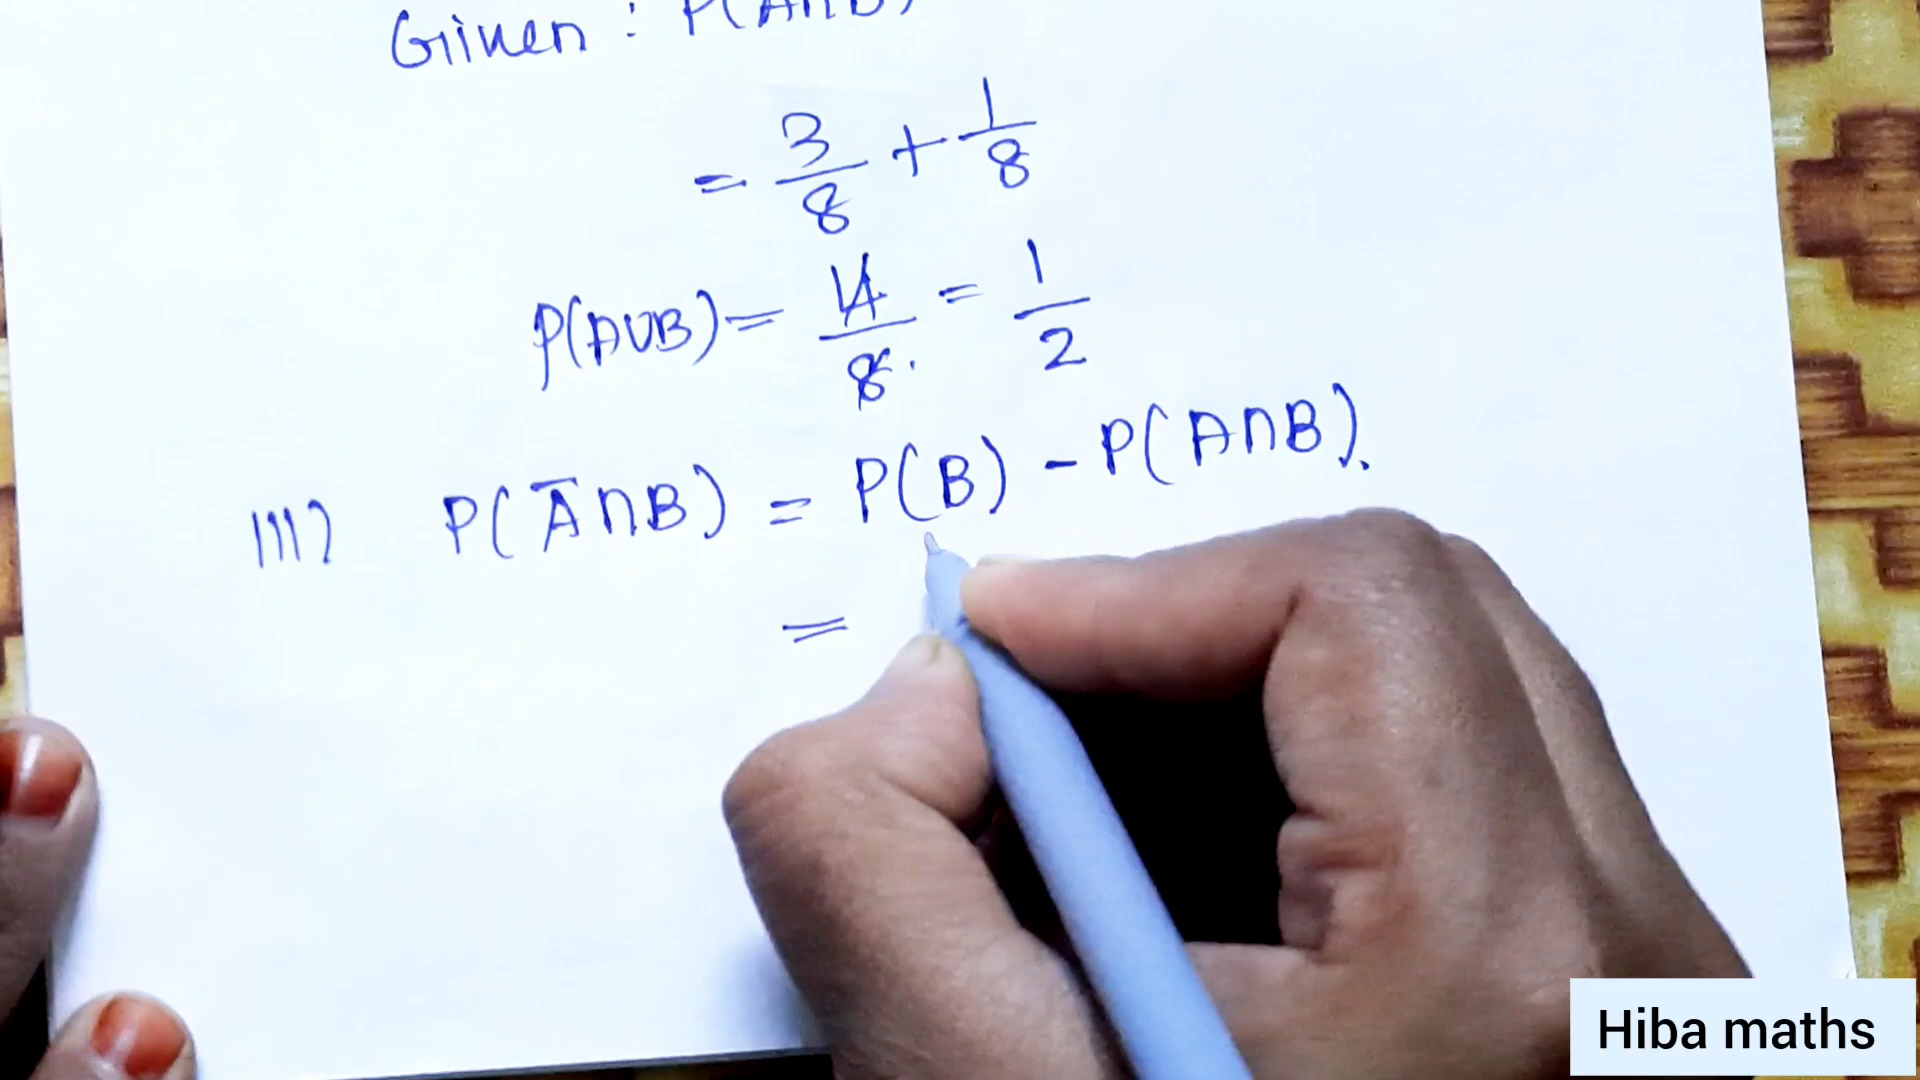 Given : P(A∩B)
= 3/8 + 1/8
P(A∪B) = 4/8 = 1/2
III) P(A̅∩B) = P(B) - P(A∩B).
=
Hiba maths